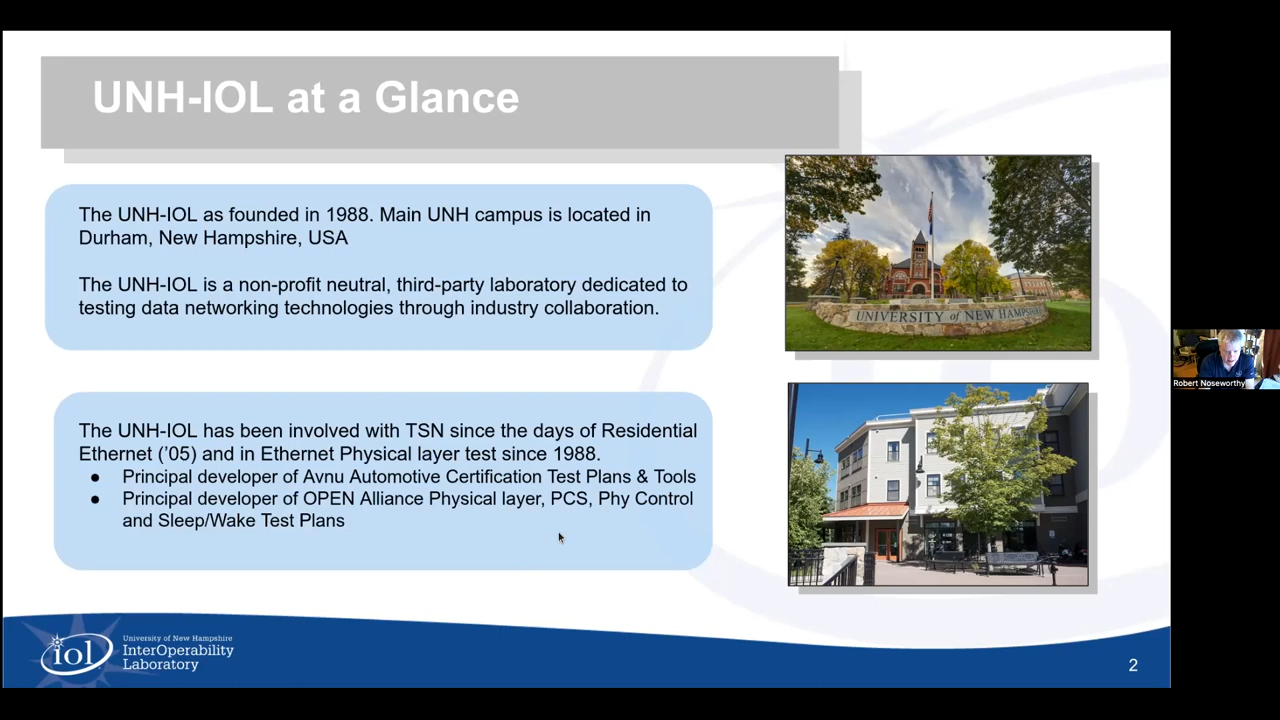 UNH-IOL at a Glance
The UNH-IOL as founded in 1988. Main UNH campus is located in
Durham, New Hampshire, USA
The UNH-IOL is a non-profit neutral, third-party laboratory dedicated to
testing data networking technologies through industry collaboration.
UNIVERSITY of NEW HAMPSHIRE
The UNH-IOL has been involved with TSN since the days of Residential
Ethernet ('05) and in Ethernet Physical layer test since 1988.
● Principal developer of Avnu Automotive Certification Test Plans & Tools
● Principal developer of OPEN Alliance Physical layer, PCS, Phy Control
and Sleep/Wake Test Plans
Robert Noseworthy
iol
University of New Hampshire
InterOperability
Laboratory
2